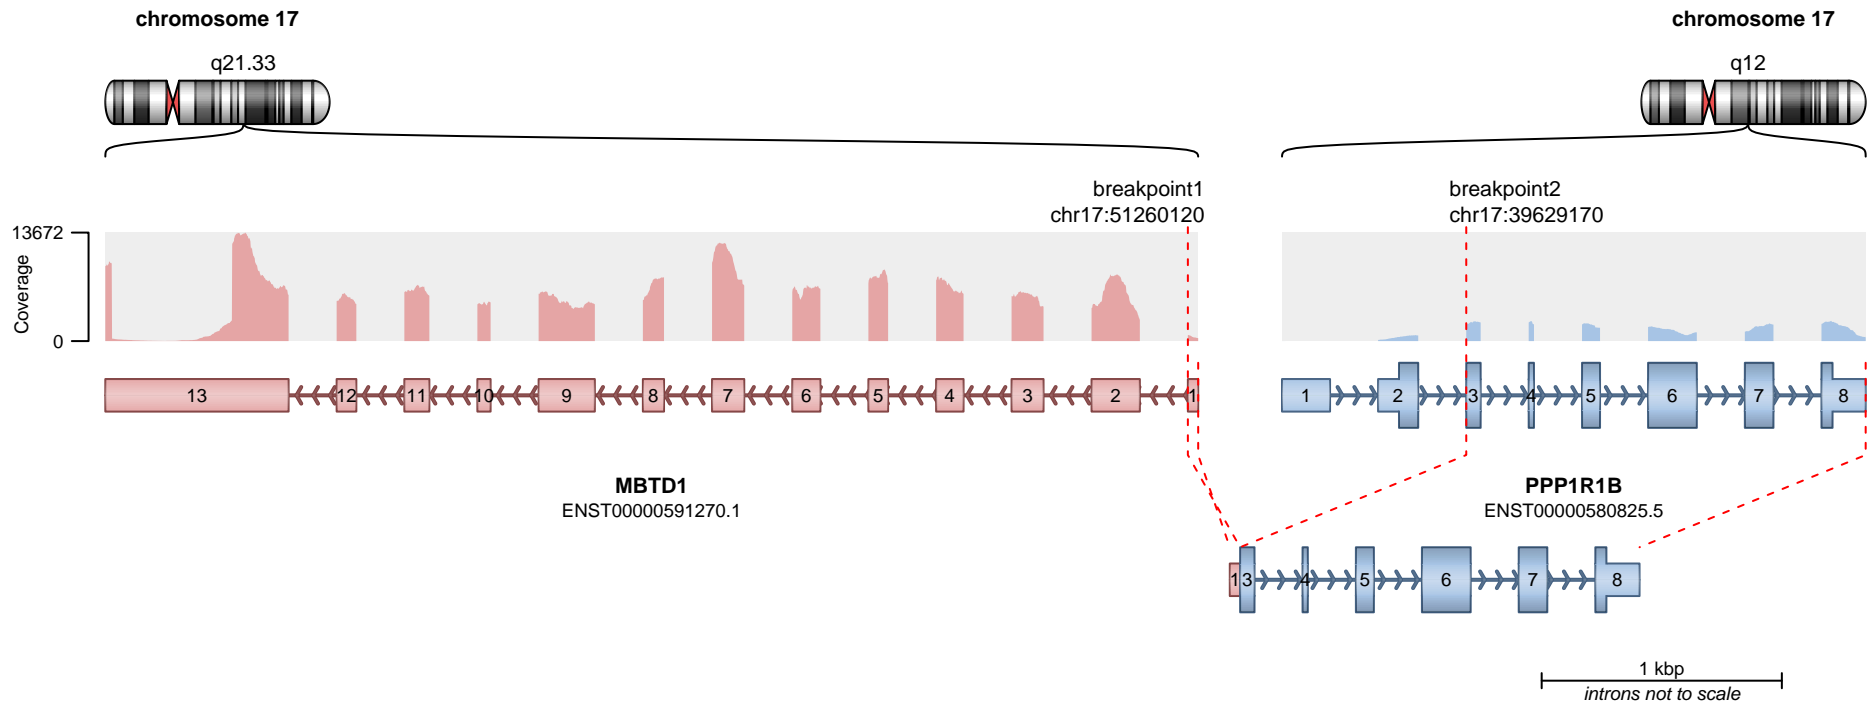 chromosome 17
chromosome 17
q21.33
q12
breakpoint1
chr17:51260120
breakpoint2
chr17:39629170
13672
Coverage
0
13 12 11 10 9 8 7 6 5 4 3 2 1
1 2 3 4 5 6 7 8
MBTD1
ENST00000591270.1
PPP1R1B
ENST00000580825.5
1 3 4 5 6 7 8
1 kbp
introns not to scale